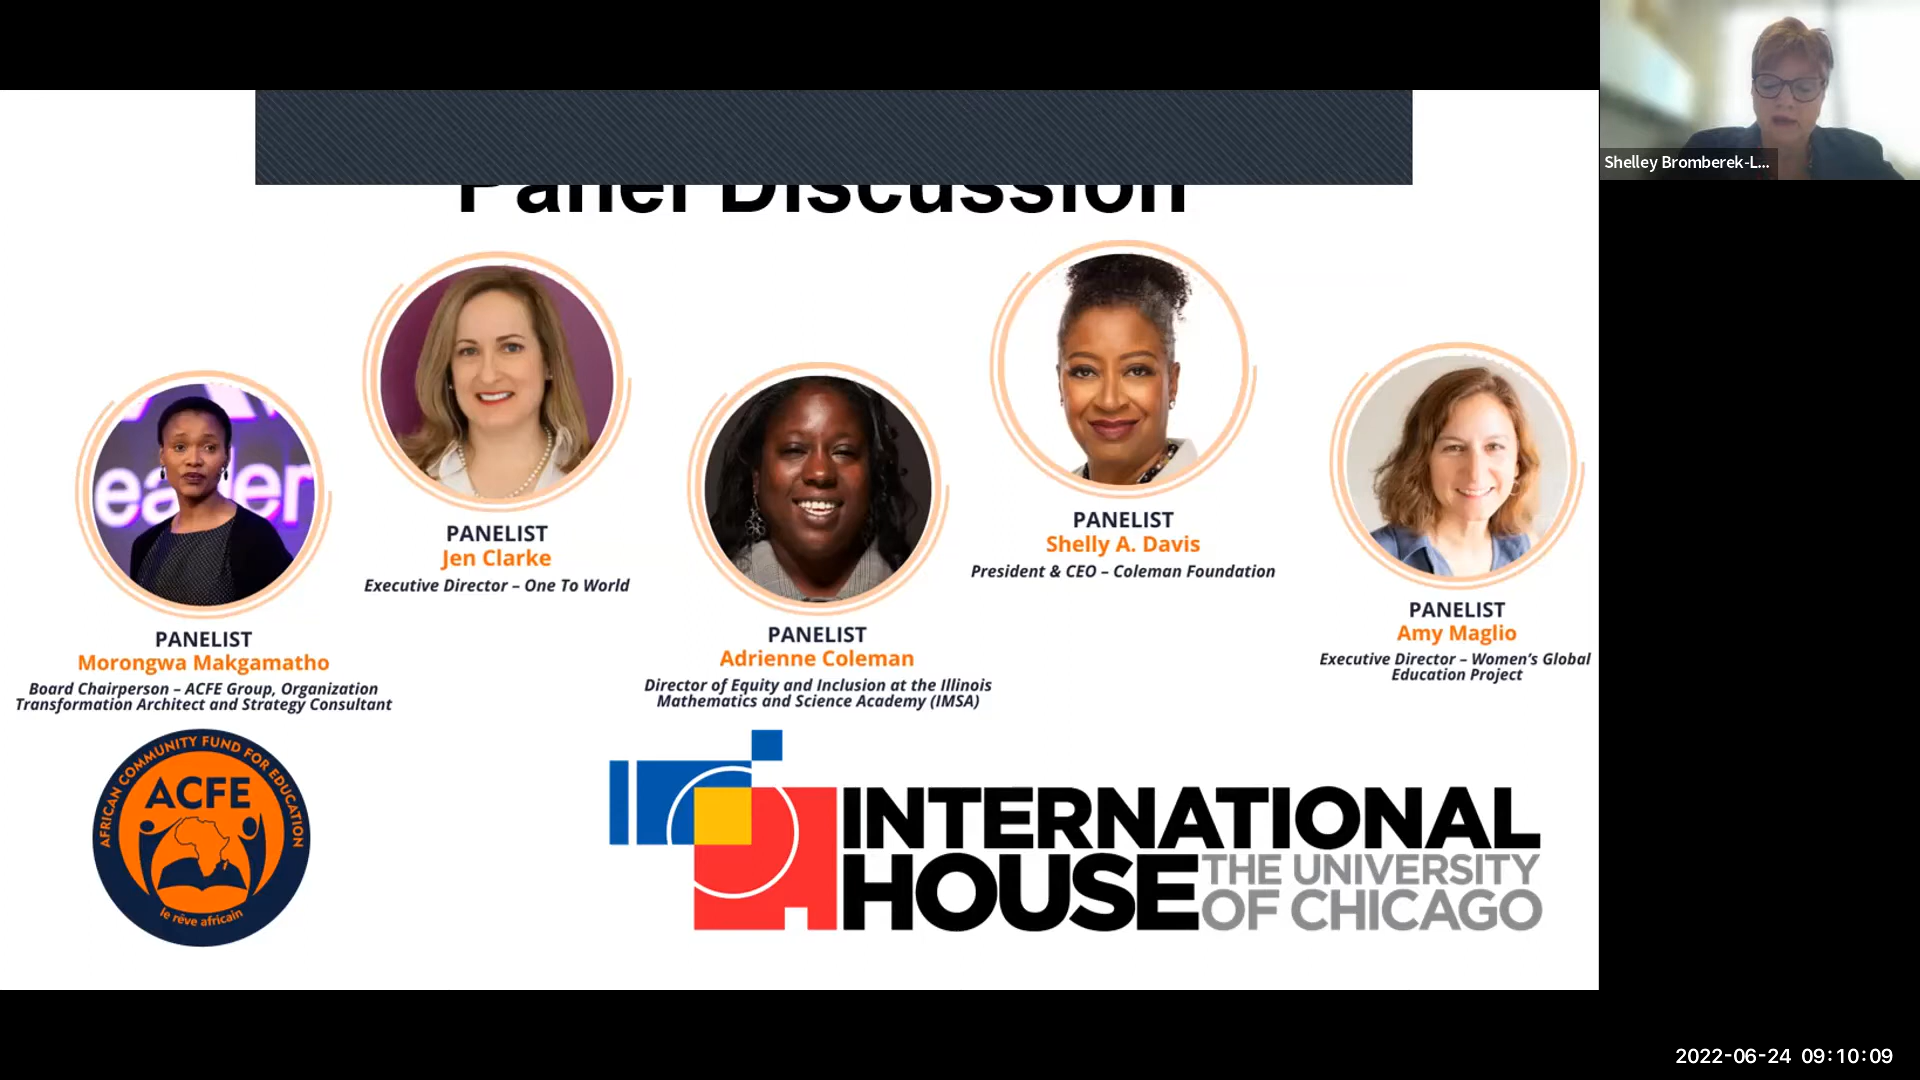 Shelley Bromberek-L...
Panel Discussion
PANELIST
Morongwa Makgamatho
Board Chairperson – ACFE Group, Organization
Transformation Architect and Strategy Consultant
PANELIST
Jen Clarke
Executive Director – One To World
PANELIST
Adrienne Coleman
Director of Equity and Inclusion at the Illinois
Mathematics and Science Academy (IMSA)
PANELIST
Shelly A. Davis
President & CEO – Coleman Foundation
PANELIST
Amy Maglio
Executive Director – Women's Global
Education Project
AFRICAN COMMUNITY FUND FOR EDUCATION
ACFE
le rêve africain
INTERNATIONAL
HOUSE THE UNIVERSITY
OF CHICAGO
2022-06-24 09:10:09